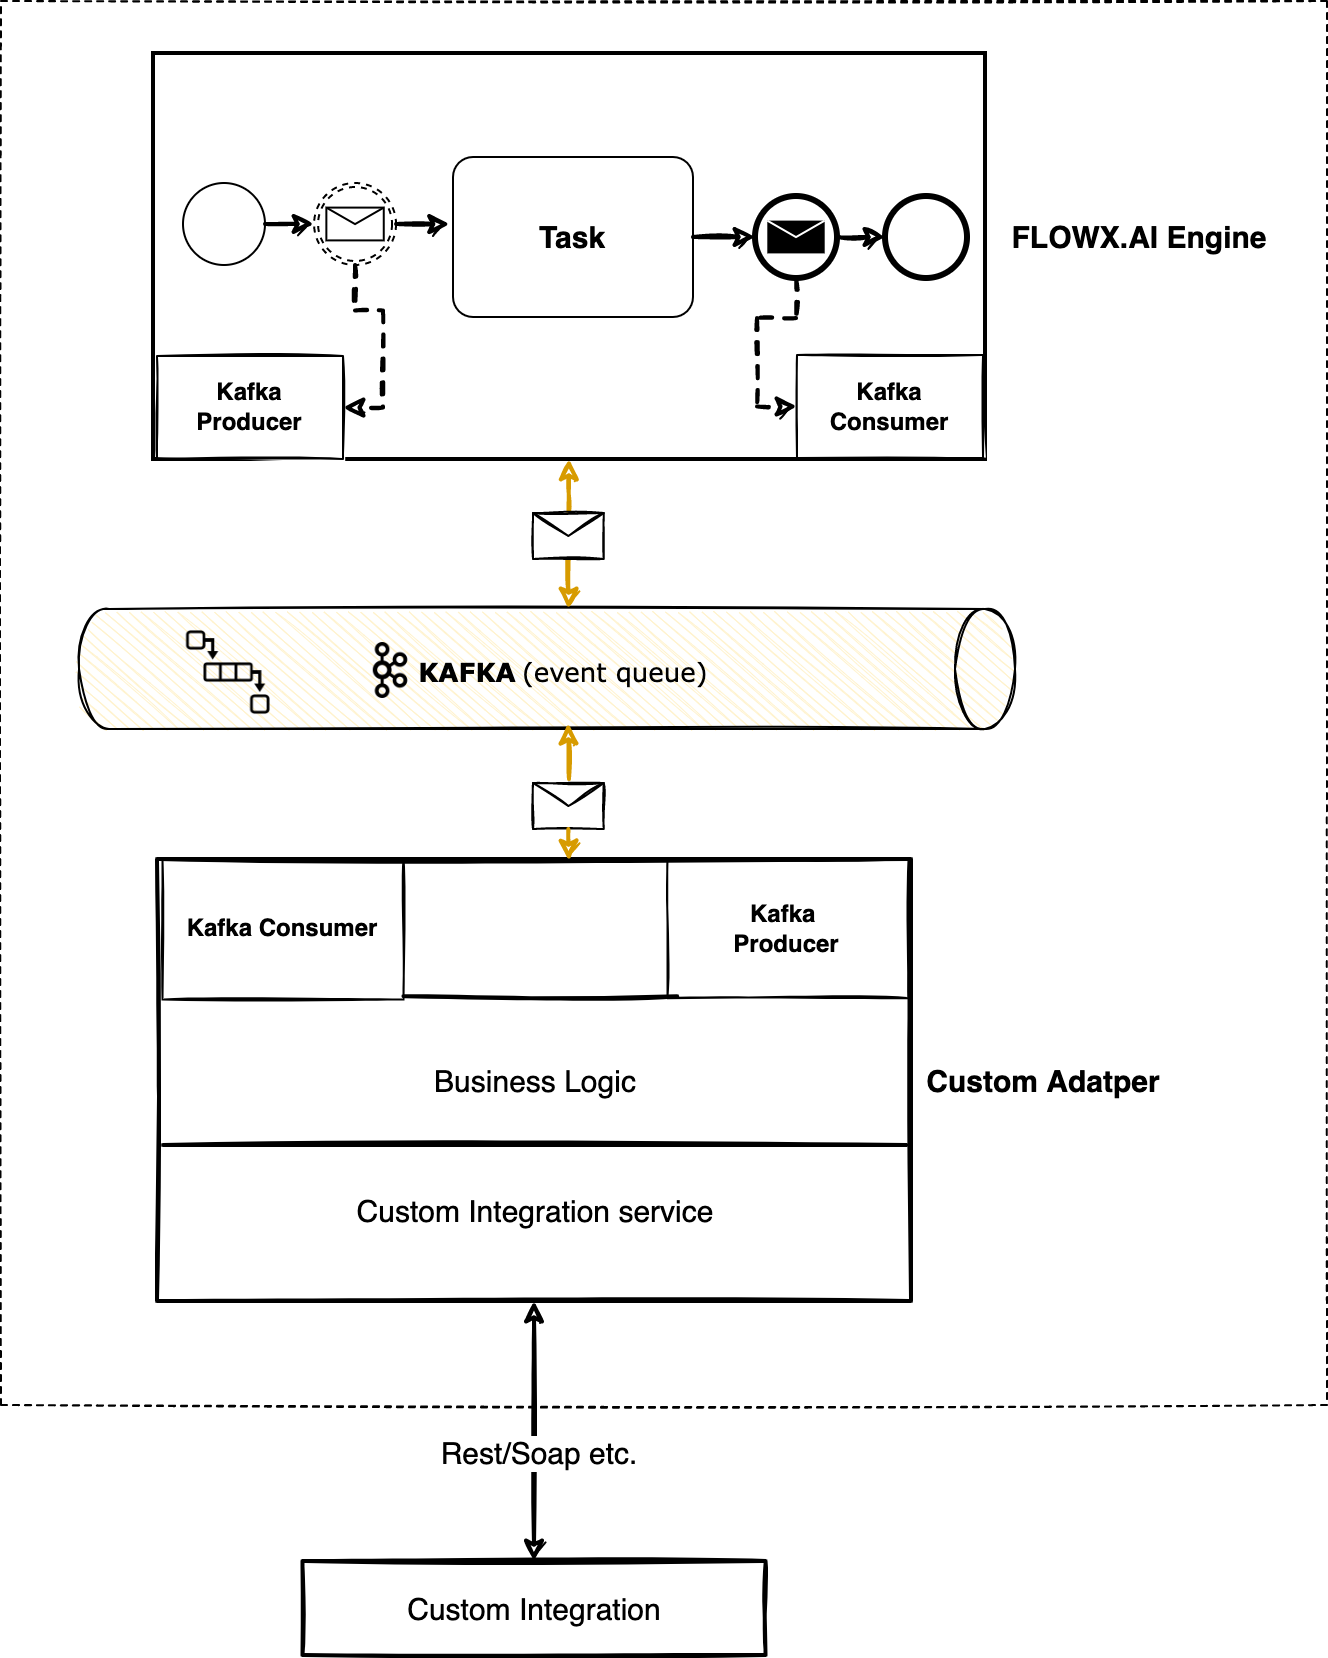 Task
FLOWX.AI Engine
Kafka
Producer
Kafka
Consumer
KAFKA (event queue)
Kafka Consumer
Kafka
Producer
Business Logic
Custom Adatper
Custom Integration service
Rest/Soap etc.
Custom Integration